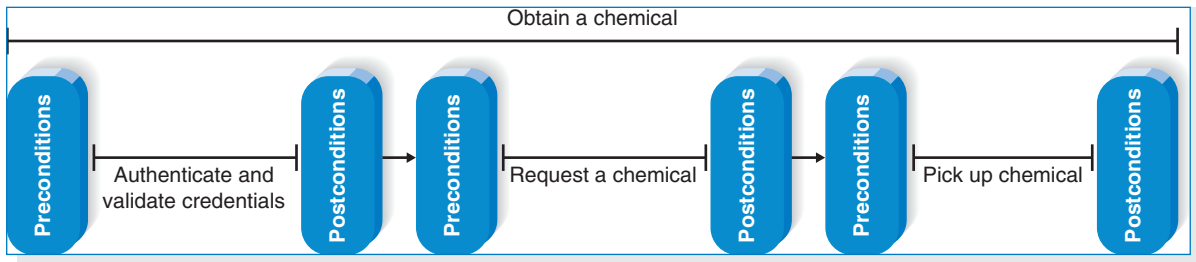 Obtain a chemical
Preconditions
Authenticate and
validate credentials
Postconditions
Preconditions
Request a chemical
Postconditions
Preconditions
Pick up chemical
Postconditions